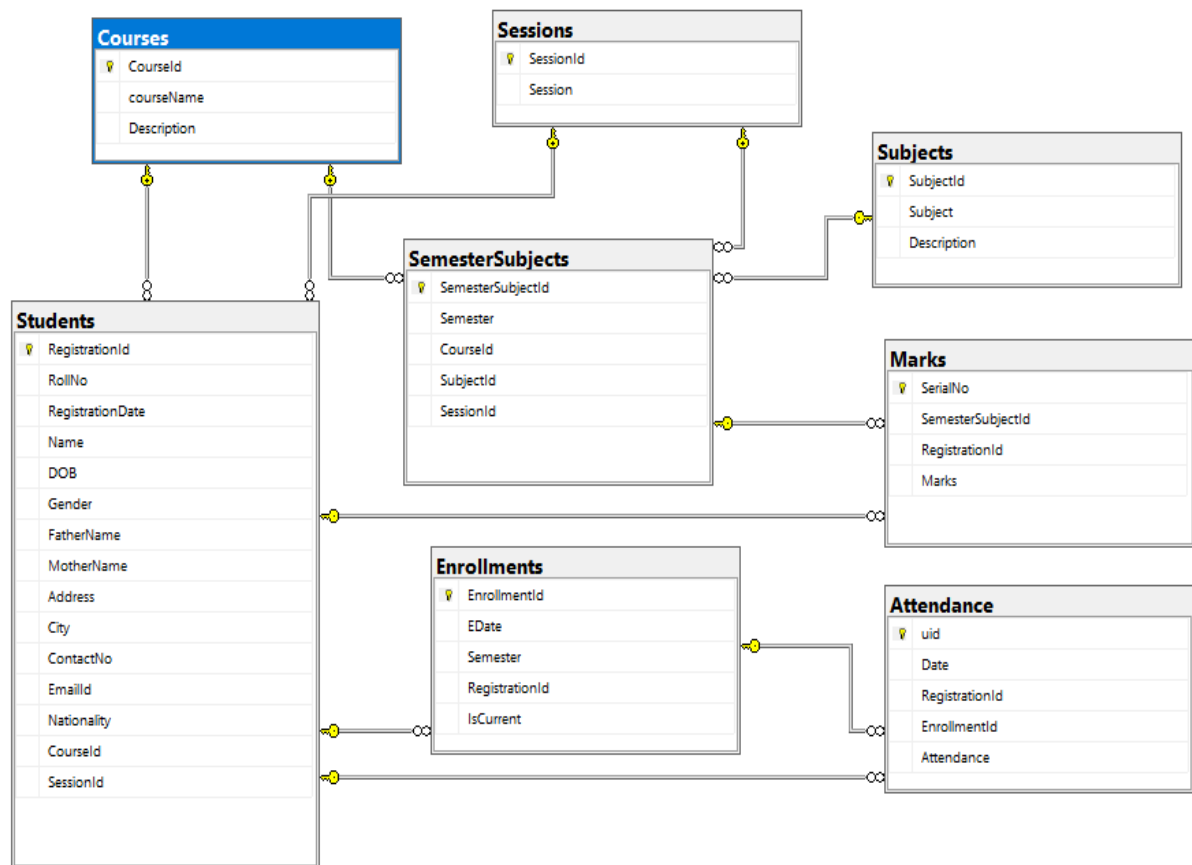 Courses
CourseId
courseName
Description
Sessions
SessionId
Session
Subjects
SubjectId
Subject
Description
SemesterSubjects
SemesterSubjectId
Semester
CourseId
SubjectId
SessionId
Students
RegistrationId
RollNo
RegistrationDate
Name
DOB
Gender
FatherName
MotherName
Address
City
ContactNo
EmailId
Nationality
CourseId
SessionId
Marks
SerialNo
SemesterSubjectId
RegistrationId
Marks
Enrollments
EnrollmentId
EDate
Semester
RegistrationId
IsCurrent
Attendance
uid
Date
RegistrationId
EnrollmentId
Attendance